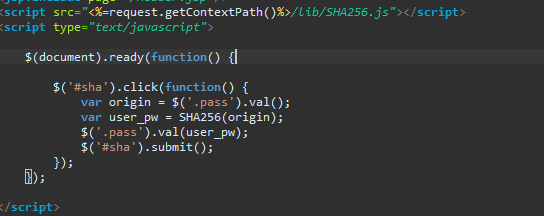 <script src="<%=request.getContextPath()%>/lib/SHA256.js"></script>
<script type="text/javascript">
$(document).ready(function() {
$('#sha').click(function() {
var origin = $('.pass').val();
var user_pw = SHA256(origin);
$('.pass').val(user_pw);
$('#sha').submit();
});
});
</script>